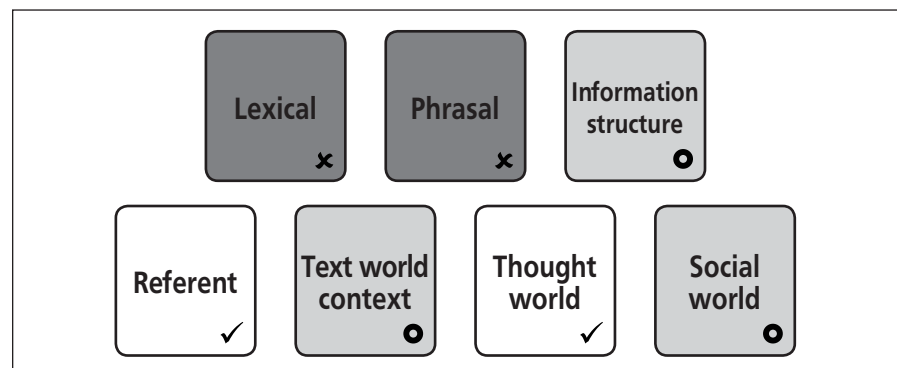 Lexical
Phrasal
Information
structure
Referent
Text world
context
Thought
world
Social
world